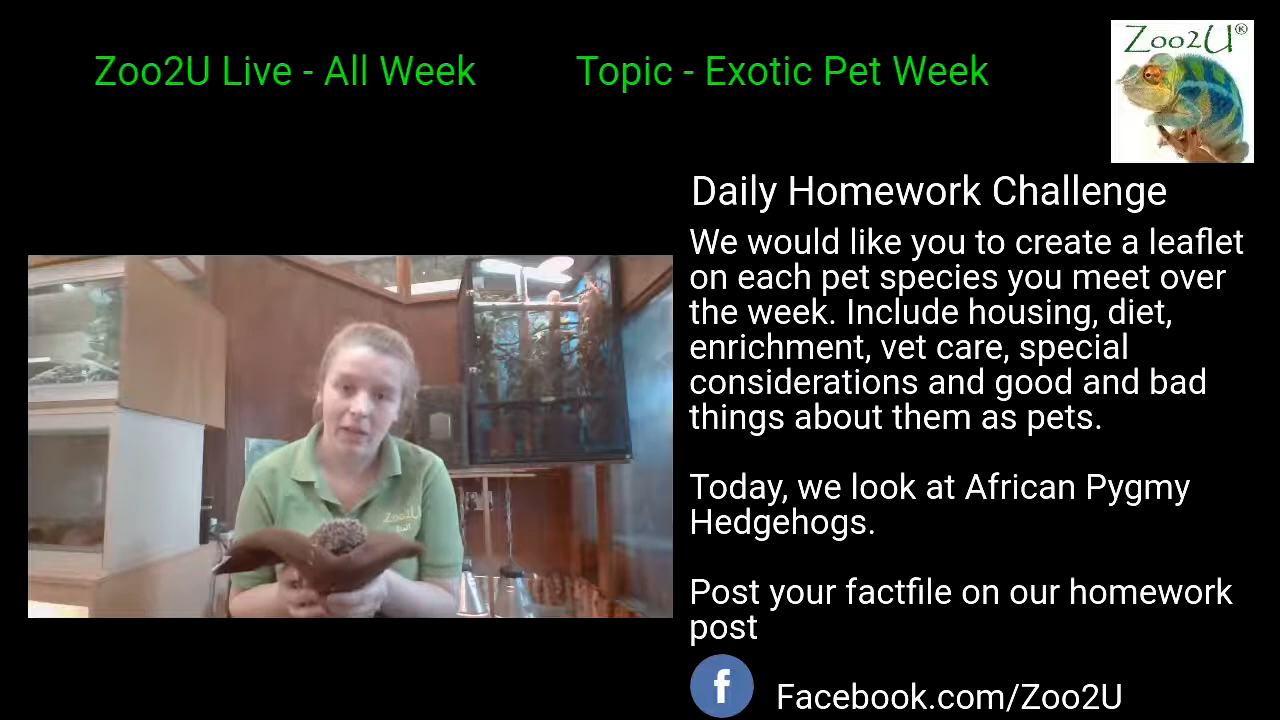 Zoo2U Live - All Week
Topic - Exotic Pet Week
Zoo2U®
Daily Homework Challenge
We would like you to create a leaflet
on each pet species you meet over
the week. Include housing, diet,
enrichment, vet care, special
considerations and good and bad
things about them as pets.
Today, we look at African Pygmy
Hedgehogs.
Post your factfile on our homework
post
f
Facebook.com/Zoo2U
Zoo2U